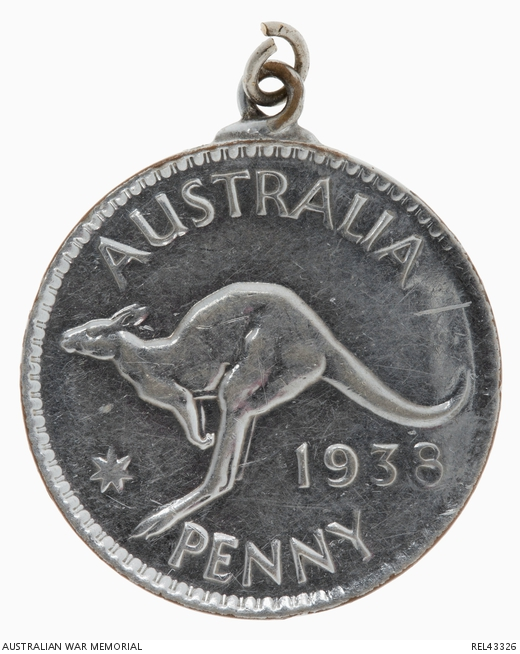 AUSTRALIA
1938
PENNY
AUSTRALIAN WAR MEMORIAL
REL43326